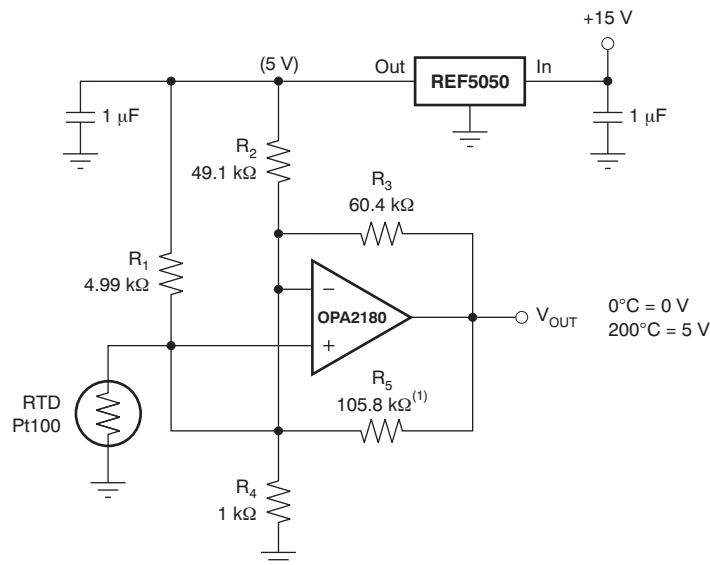 +15 V
(5 V)
Out
REF5050
In
1 μF
1 μF
R2
49.1 kΩ
R3
60.4 kΩ
R1
4.99 kΩ
−
OPA2180
+
VOUT
0°C = 0 V
200°C = 5 V
RTD
Pt100
R5
105.8 kΩ(1)
R4
1 kΩ